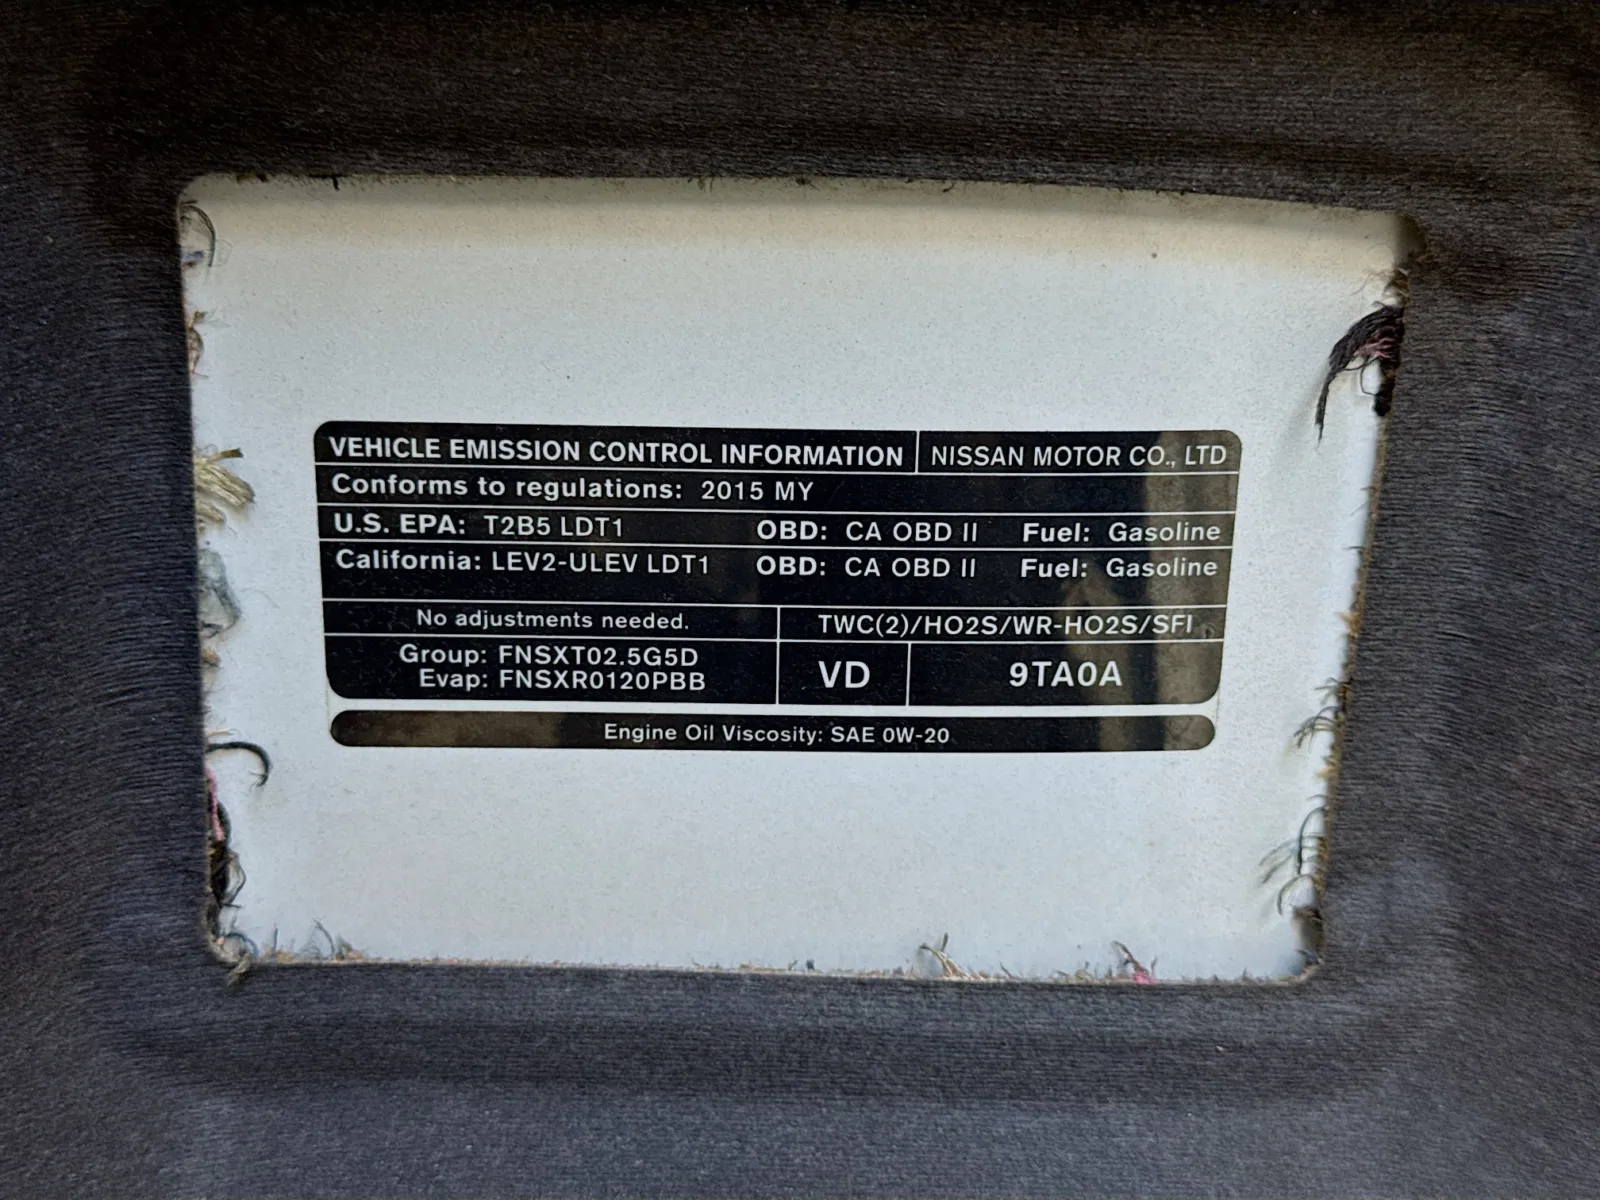 VEHICLE EMISSION CONTROL INFORMATION NISSAN MOTOR CO., LTD
Conforms to regulations: 2015 MY
U.S. EPA: T2B5 LDT1 OBD: CA OBD II Fuel: Gasoline
California: LEV2-ULEV LDT1 OBD: CA OBD II Fuel: Gasoline
No adjustments needed. TWC(2)/HO2S/WR-HO2S/SFI
Group: FNSXT02.5G5D
Evap: FNSXR0120PBB
VD 9TA0A
Engine Oil Viscosity: SAE 0W-20